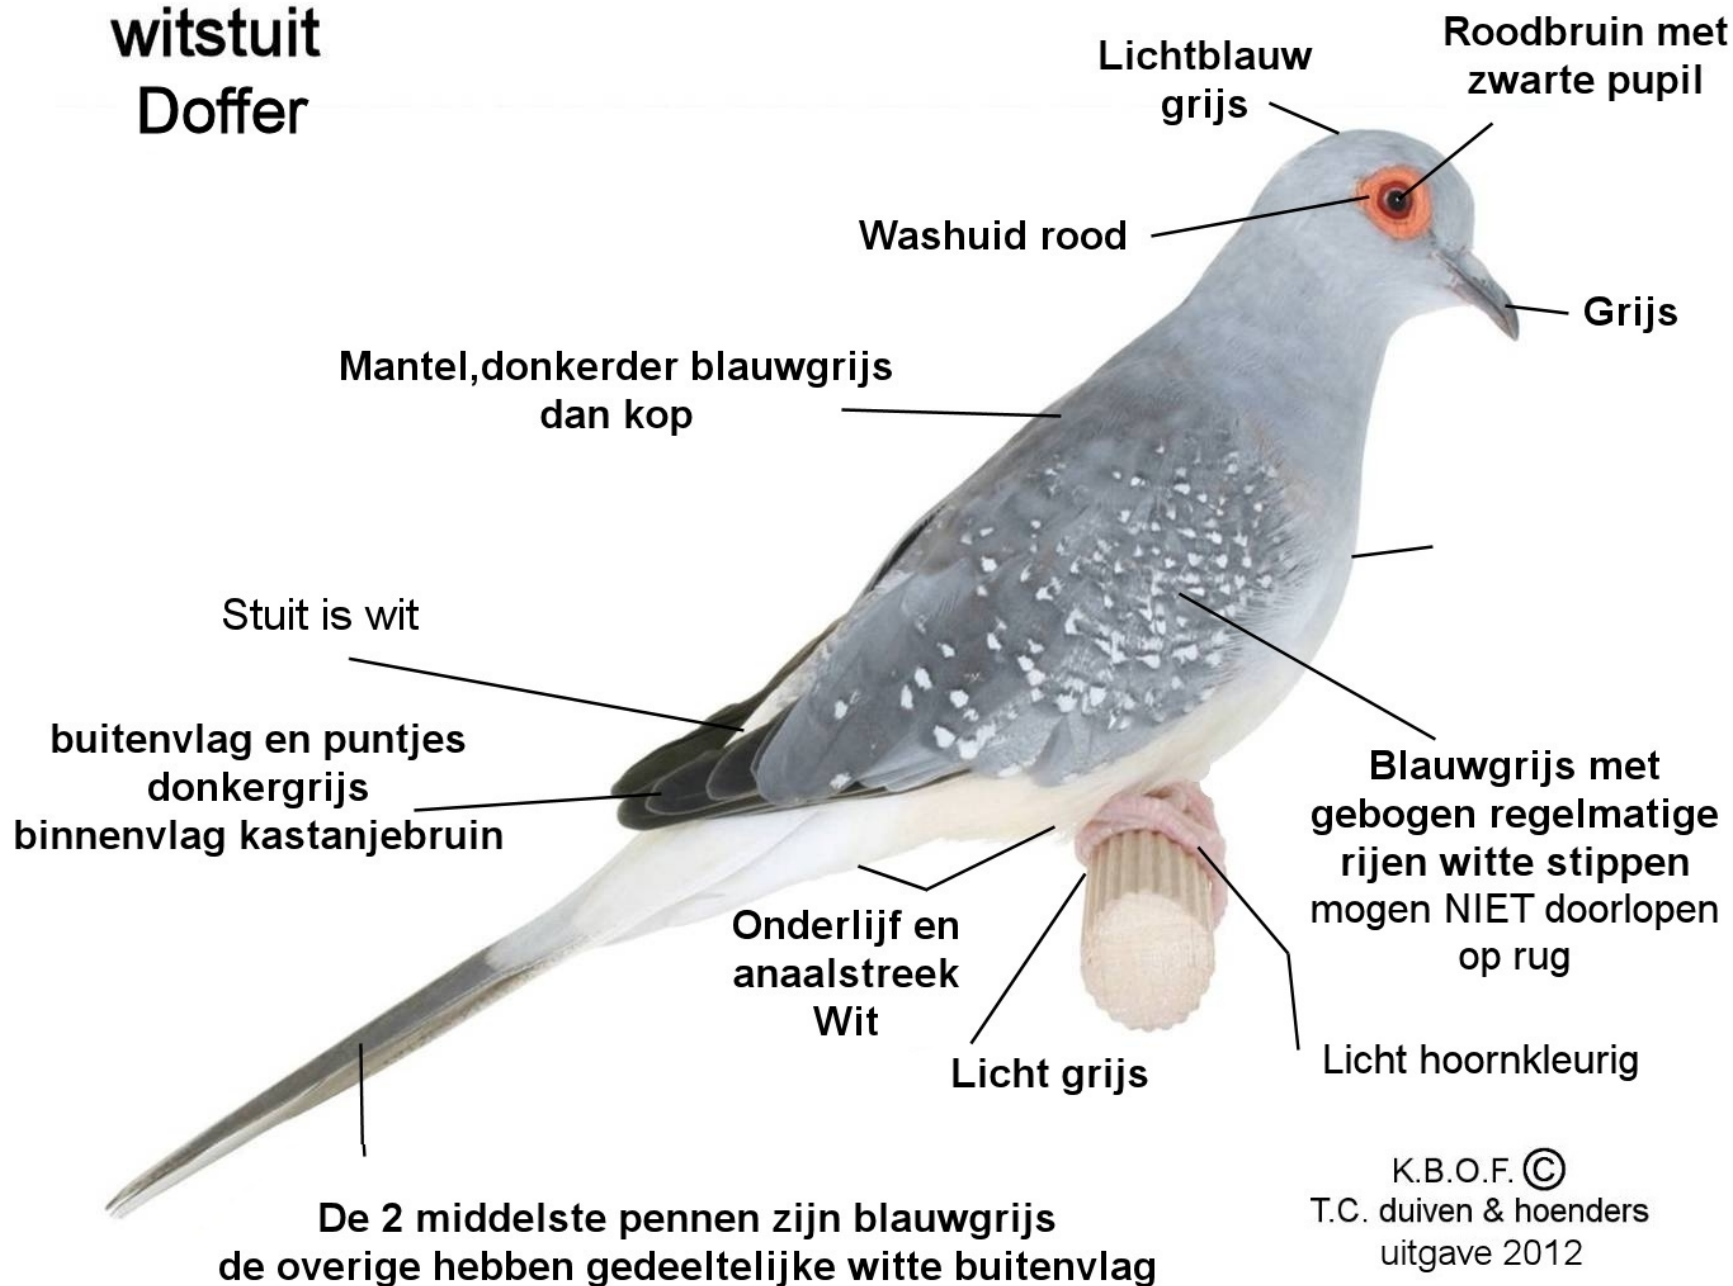 witstuit
Doffer
Lichtblauw
grijs
Roodbruin met
zwarte pupil
Washuid rood
Grijs
Mantel,donkerder blauwgrijs
dan kop
Stuit is wit
buitenvlag en puntjes
donkergrijs
binnenvlag kastanjebruin
Blauwgrijs met
gebogen regelmatige
rijen witte stippen
mogen NIET doorlopen
op rug
Onderlijf en
anaalstreek
Wit
Licht grijs
Licht hoornkleurig
De 2 middelste pennen zijn blauwgrijs
de overige hebben gedeeltelijke witte buitenvlag
K.B.O.F. ©
T.C. duiven & hoenders
uitgave 2012